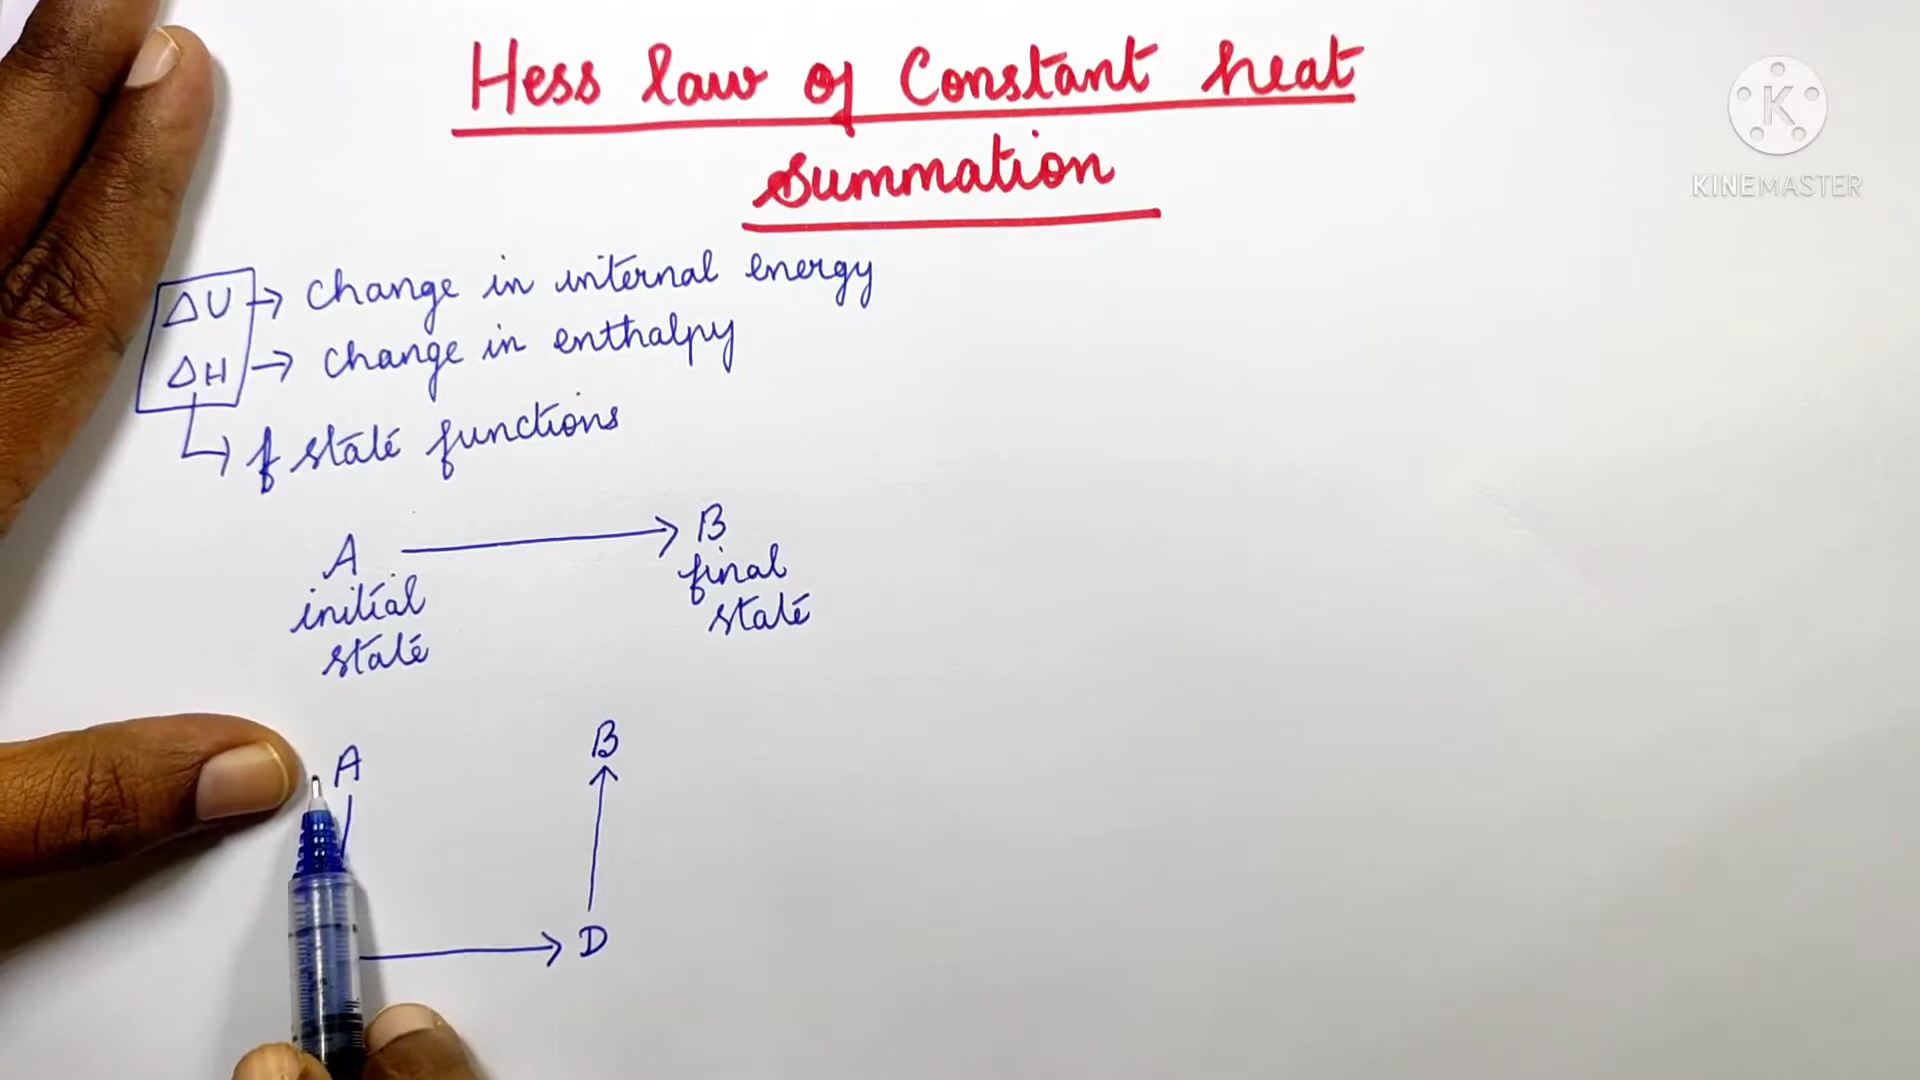 Hess law of Constant heat
summation
ΔU → change in internal energy
ΔH → change in enthalpy
→ f state functions
A → B
initial state
final state
A
B
D
KINEMASTER